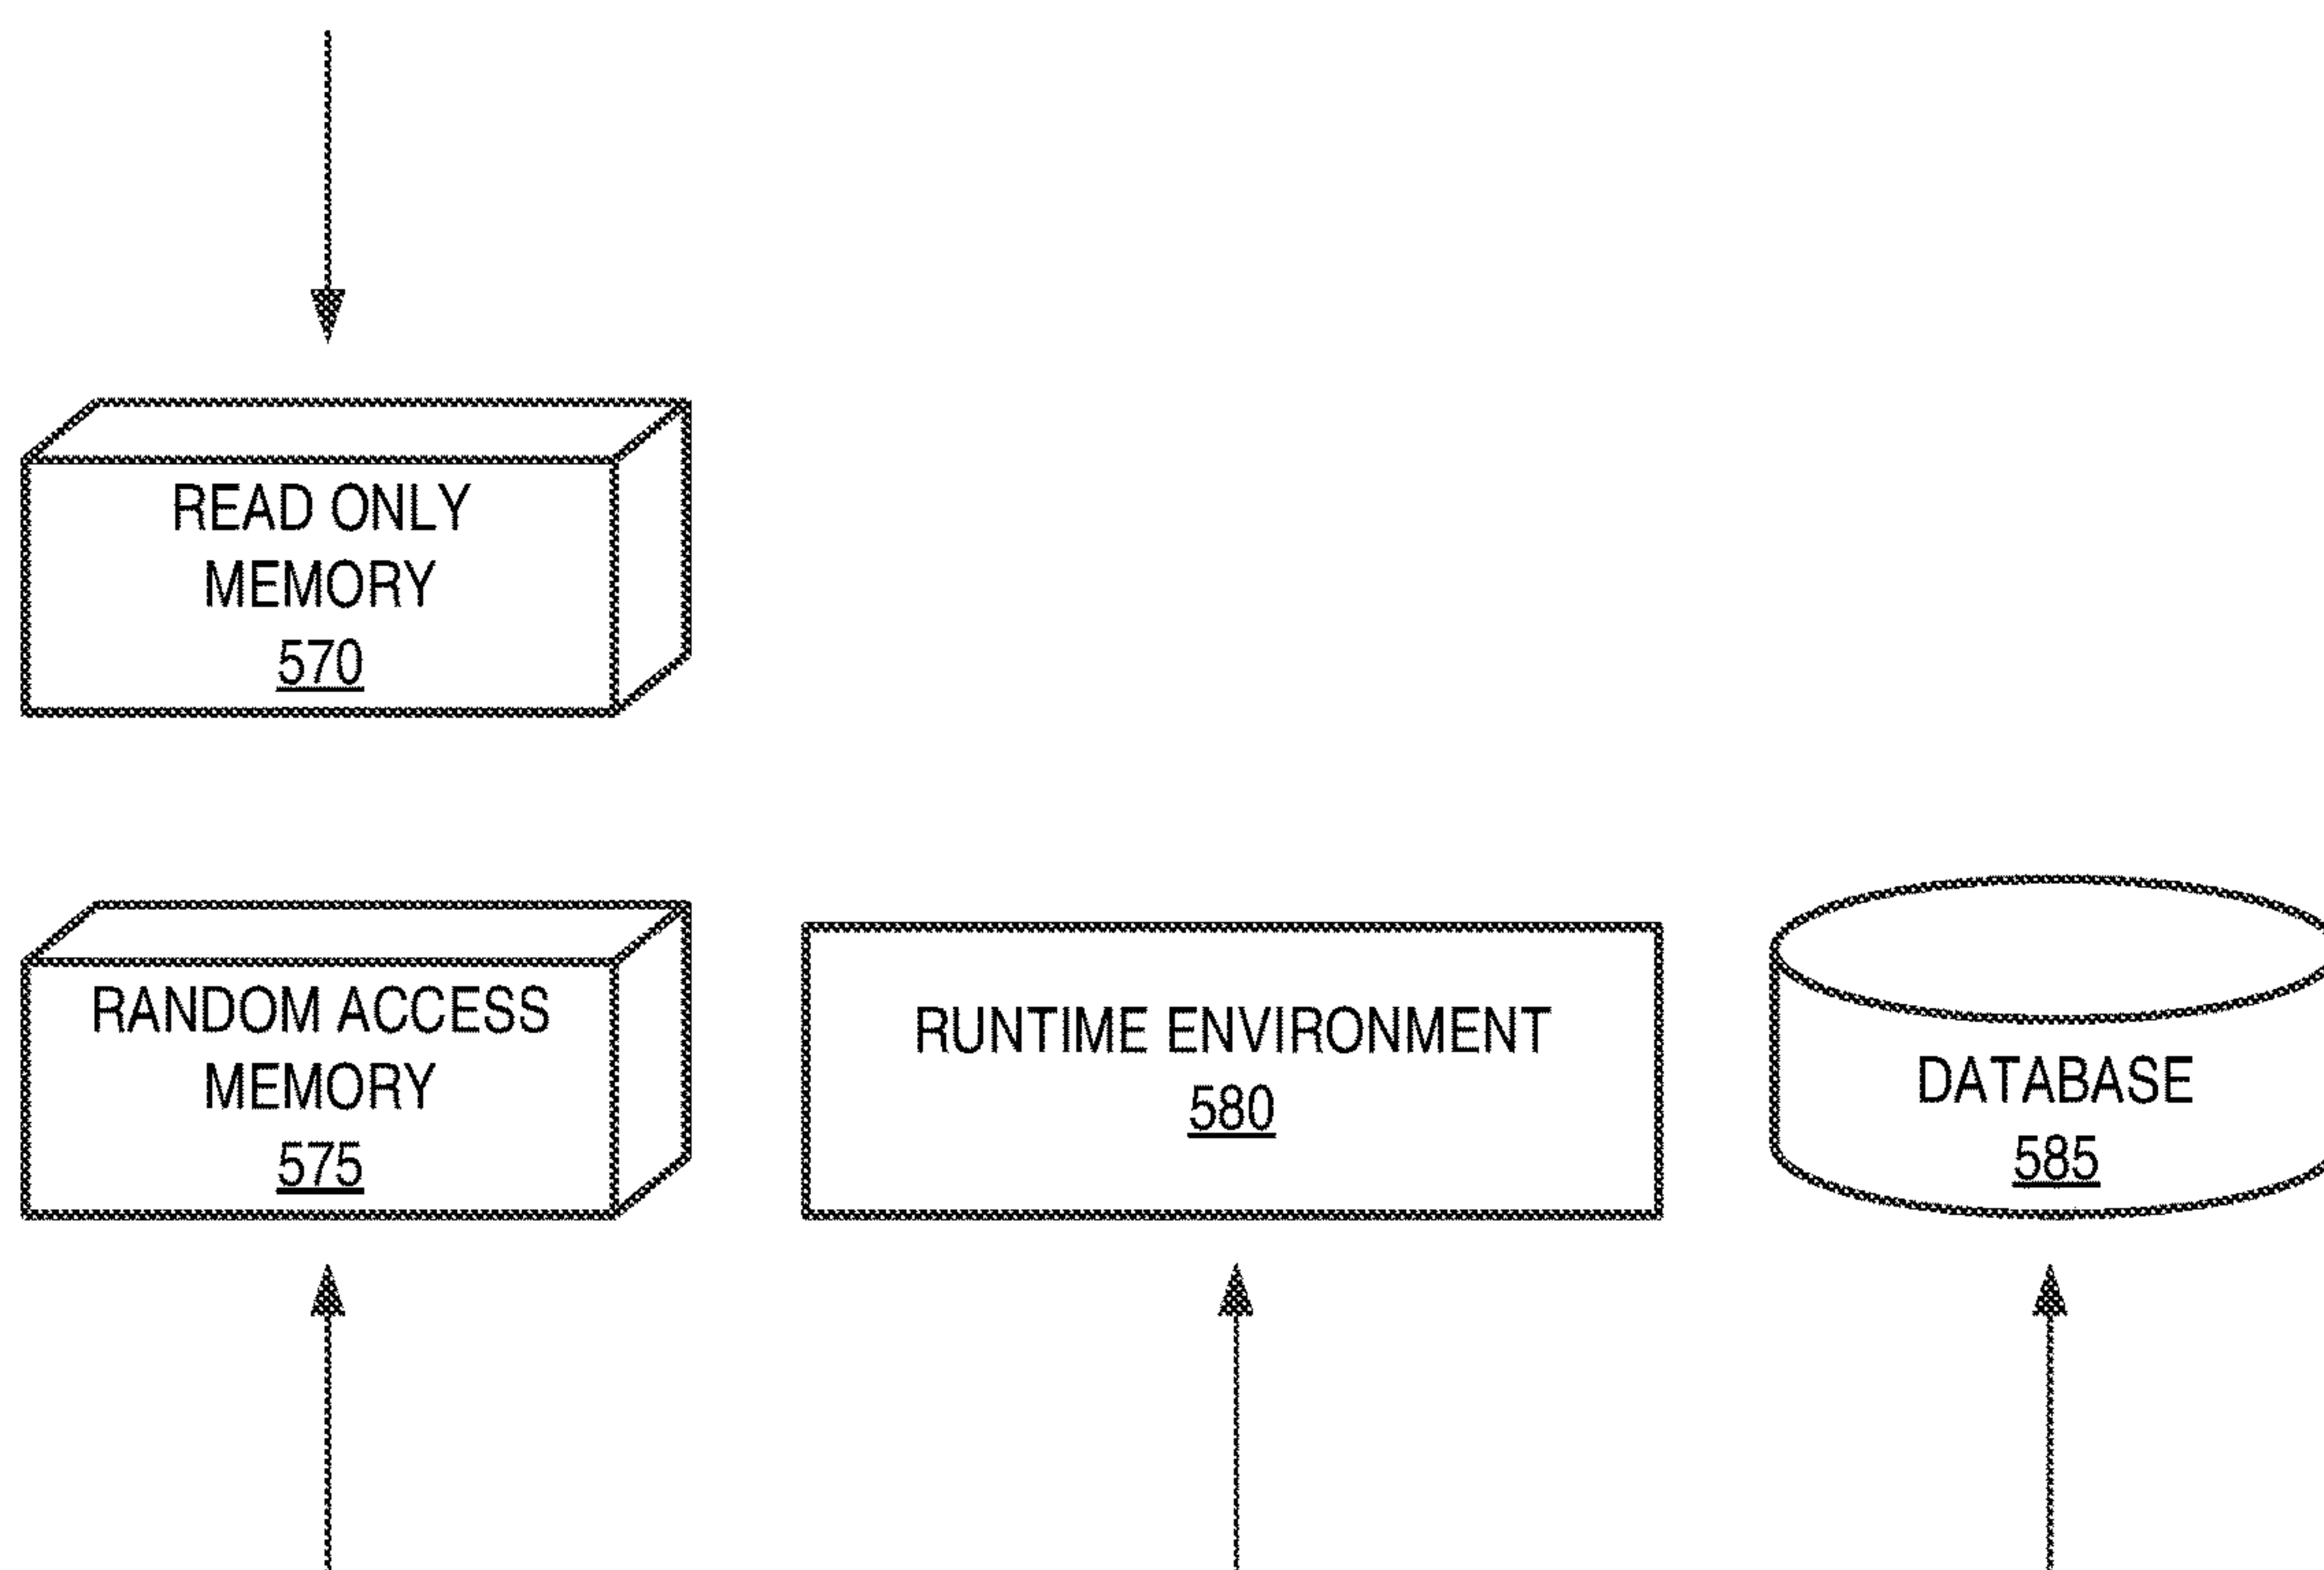 READ ONLY
MEMORY
570
RANDOM ACCESS
MEMORY
575
RUNTIME ENVIRONMENT
580
DATABASE
585